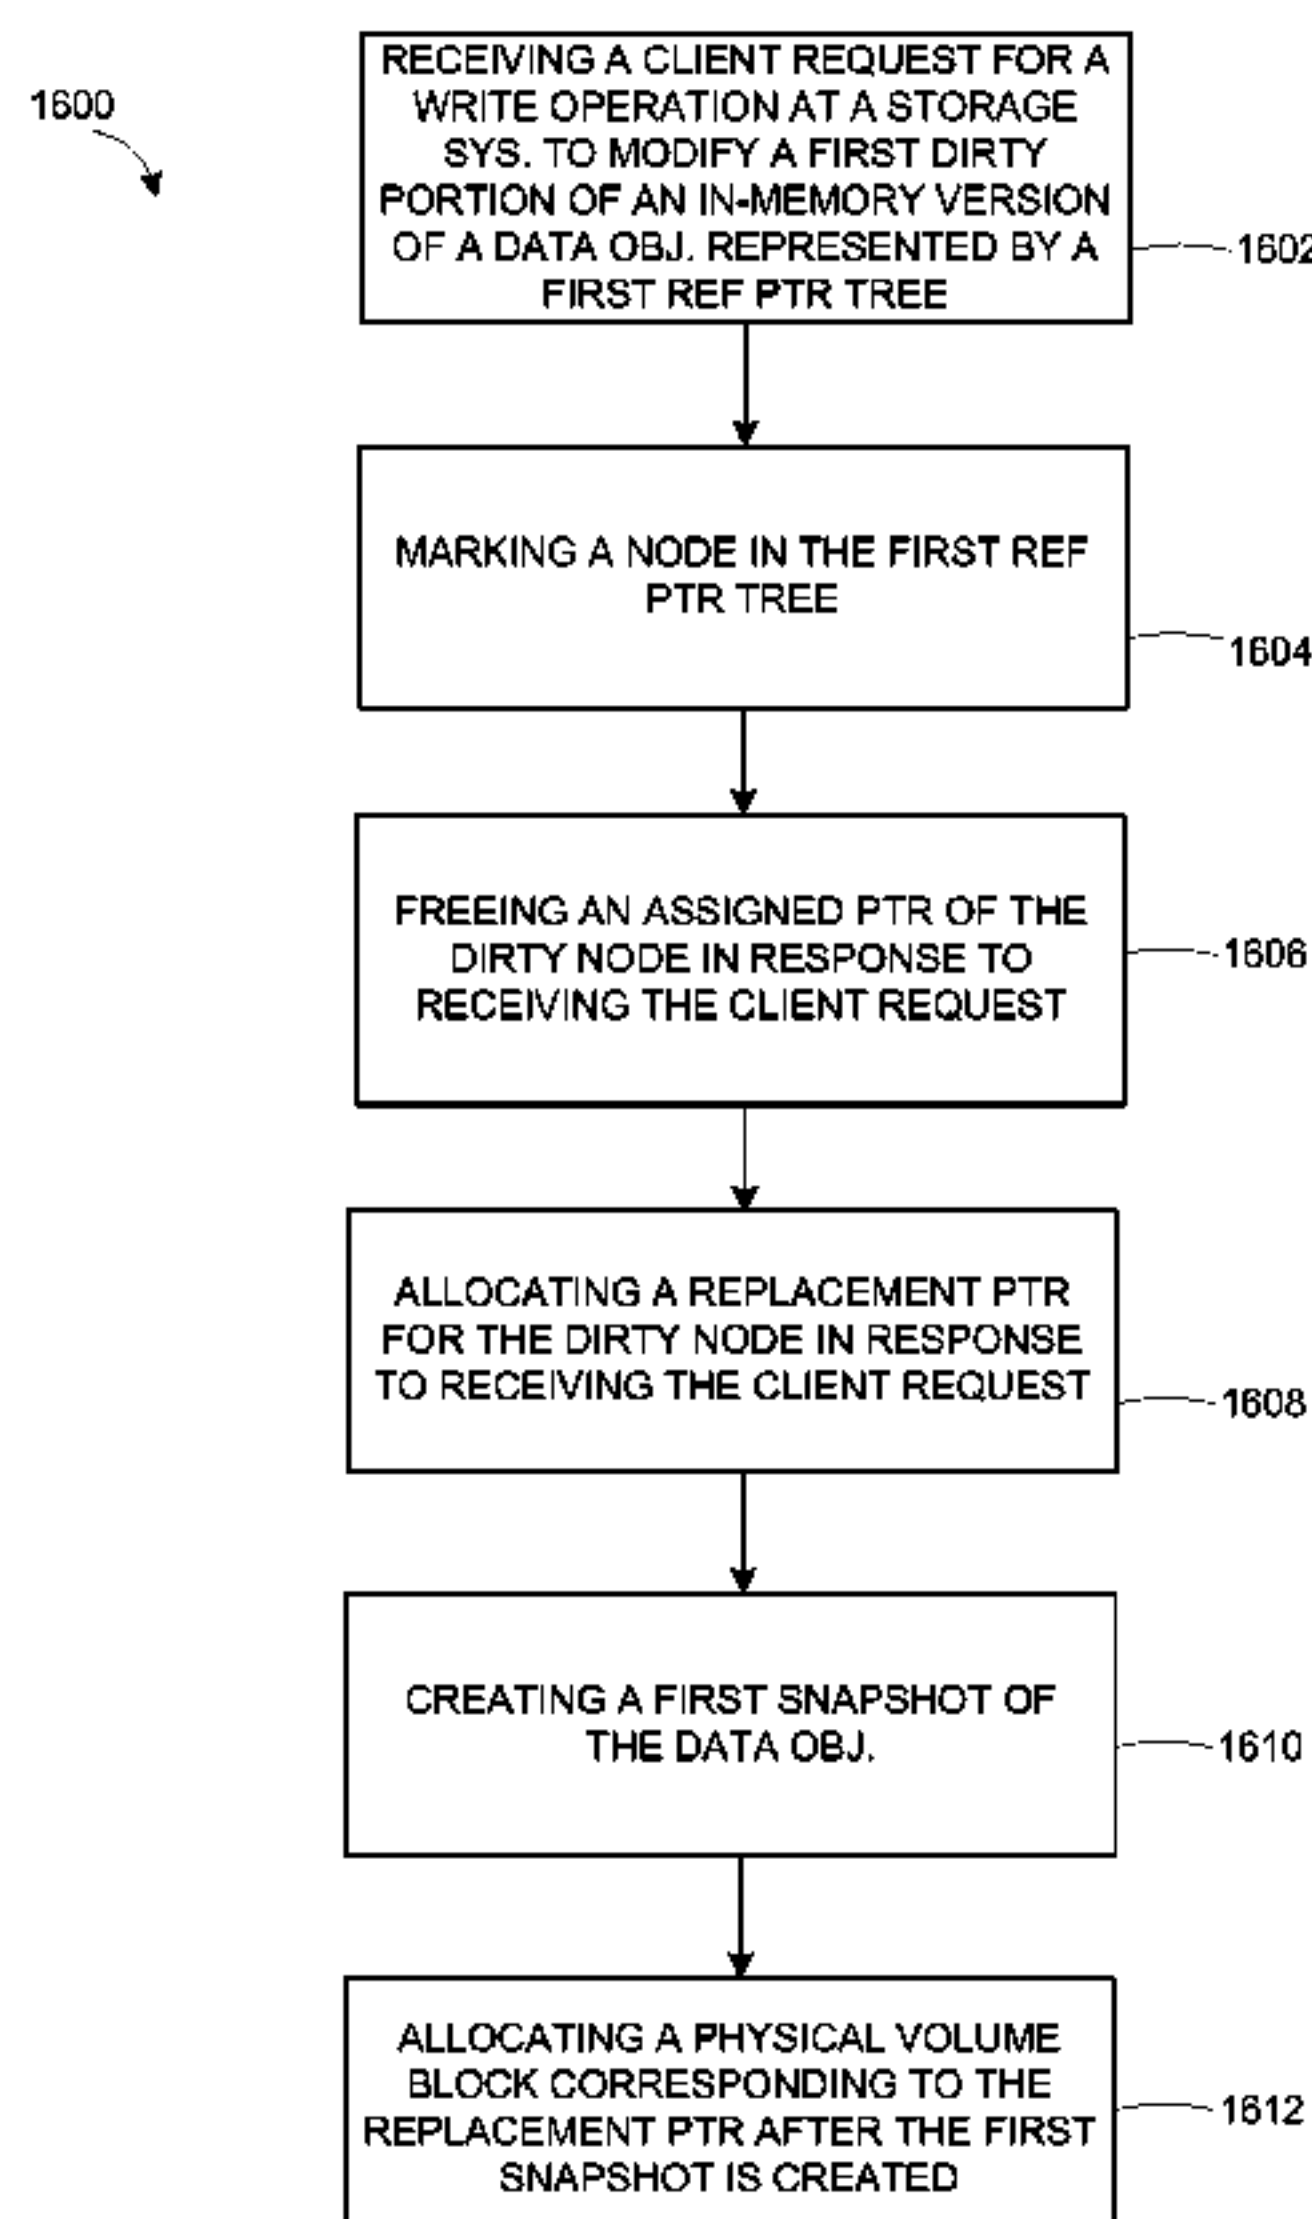 1600
RECEIVING A CLIENT REQUEST FOR A
WRITE OPERATION AT A STORAGE
SYS. TO MODIFY A FIRST DIRTY
PORTION OF AN IN-MEMORY VERSION
OF A DATA OBJ. REPRESENTED BY A
FIRST REF PTR TREE
1602
MARKING A NODE IN THE FIRST REF
PTR TREE
1604
FREEING AN ASSIGNED PTR OF THE
DIRTY NODE IN RESPONSE TO
RECEIVING THE CLIENT REQUEST
1606
ALLOCATING A REPLACEMENT PTR
FOR THE DIRTY NODE IN RESPONSE
TO RECEIVING THE CLIENT REQUEST
1608
CREATING A FIRST SNAPSHOT OF
THE DATA OBJ.
1610
ALLOCATING A PHYSICAL VOLUME
BLOCK CORRESPONDING TO THE
REPLACEMENT PTR AFTER THE FIRST
SNAPSHOT IS CREATED
1612